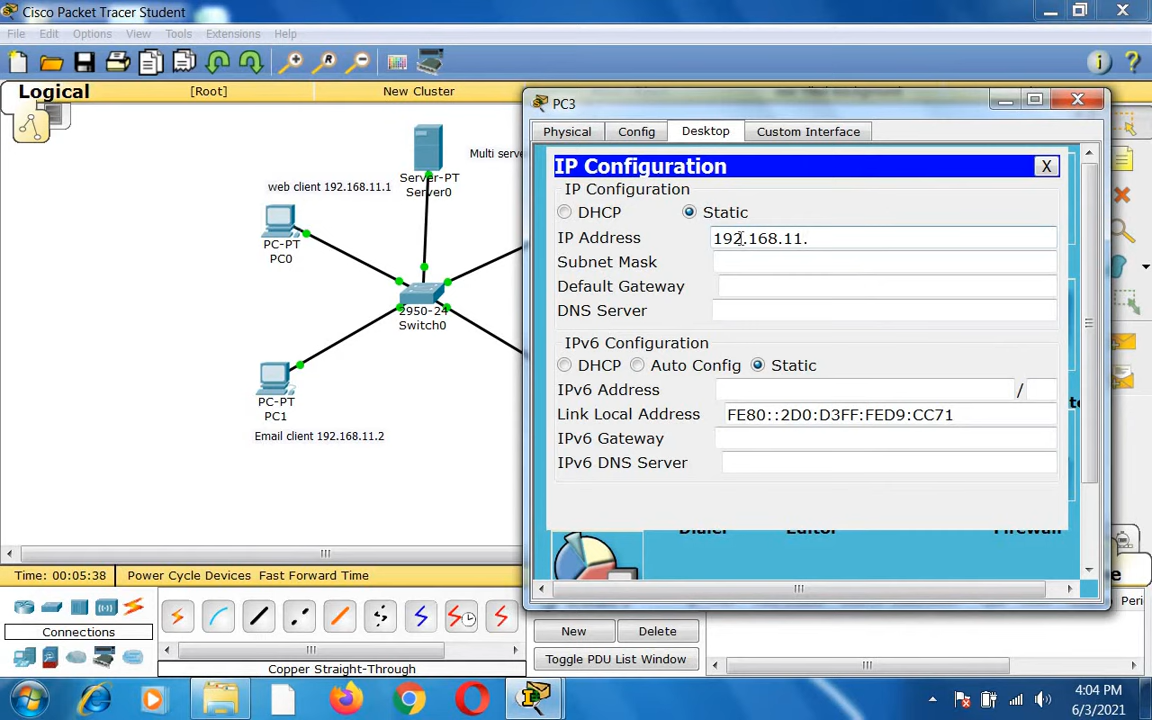 Cisco Packet Tracer Student
File Edit Options View Tools Extensions Help
Logical [Root] New Cluster
Server-PT
Server0
Multi serve
web client 192.168.11.1
PC-PT
PC0
2950-24
Switch0
PC-PT
PC1
Email client 192.168.11.2
PC3
Physical Config Desktop Custom Interface
IP Configuration X
IP Configuration
DHCP Static
IP Address 192.168.11.
Subnet Mask
Default Gateway
DNS Server
IPv6 Configuration
DHCP Auto Config Static
IPv6 Address /
Link Local Address FE80::2D0:D3FF:FED9:CC71
IPv6 Gateway
IPv6 DNS Server
Dialer Editor Firewall
Time: 00:05:38 Power Cycle Devices Fast Forward Time
Connections
Copper Straight-Through
New Delete
Toggle PDU List Window
Peri
4:04 PM
6/3/2021